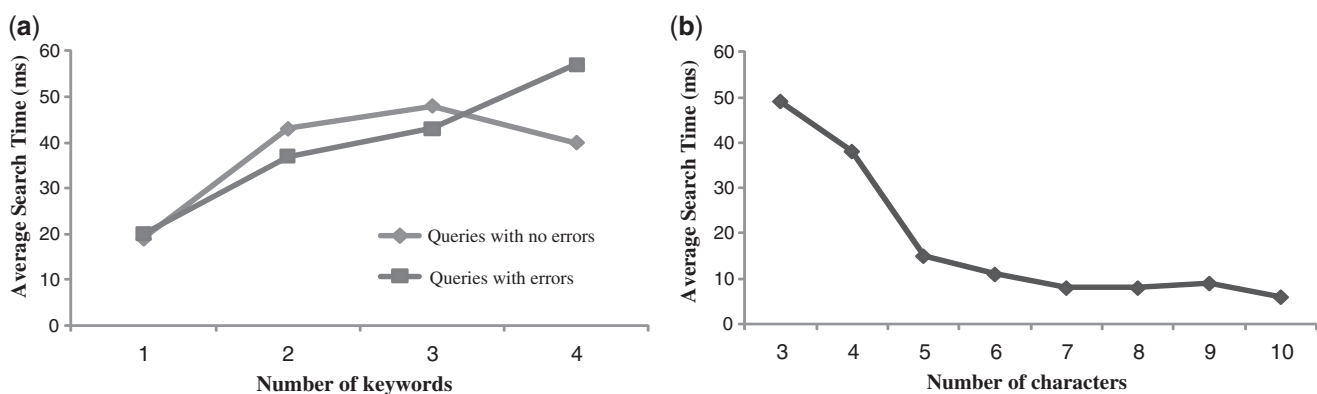 (a)
Average Search Time (ms)
60
50
40
30
20
10
0
1 2 3 4
Number of keywords
Queries with no errors
Queries with errors
(b)
Average Search Time (ms)
60
50
40
30
20
10
0
3 4 5 6 7 8 9 10
Number of characters